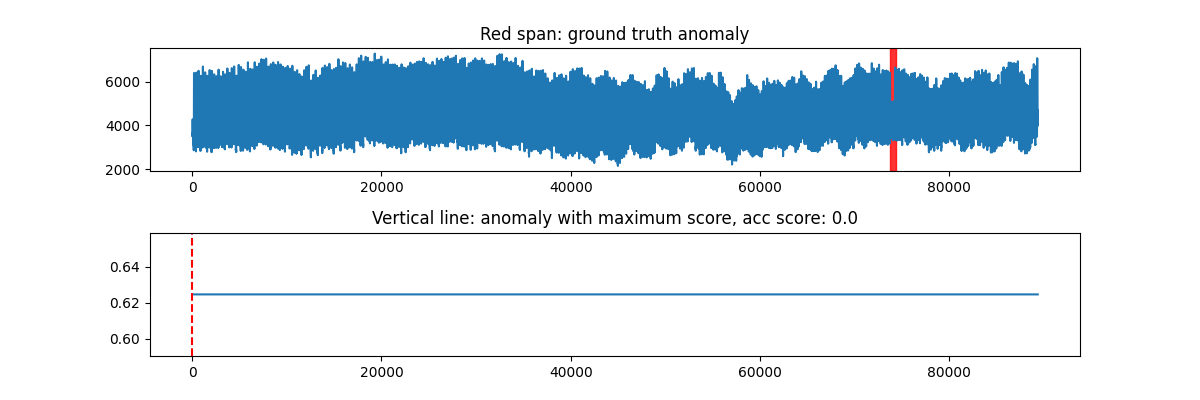 Red span: ground truth anomaly
6000
4000
2000
0 20000 40000 60000 80000
Vertical line: anomaly with maximum score, acc score: 0.0
0.64
0.62
0.60
0 20000 40000 60000 80000